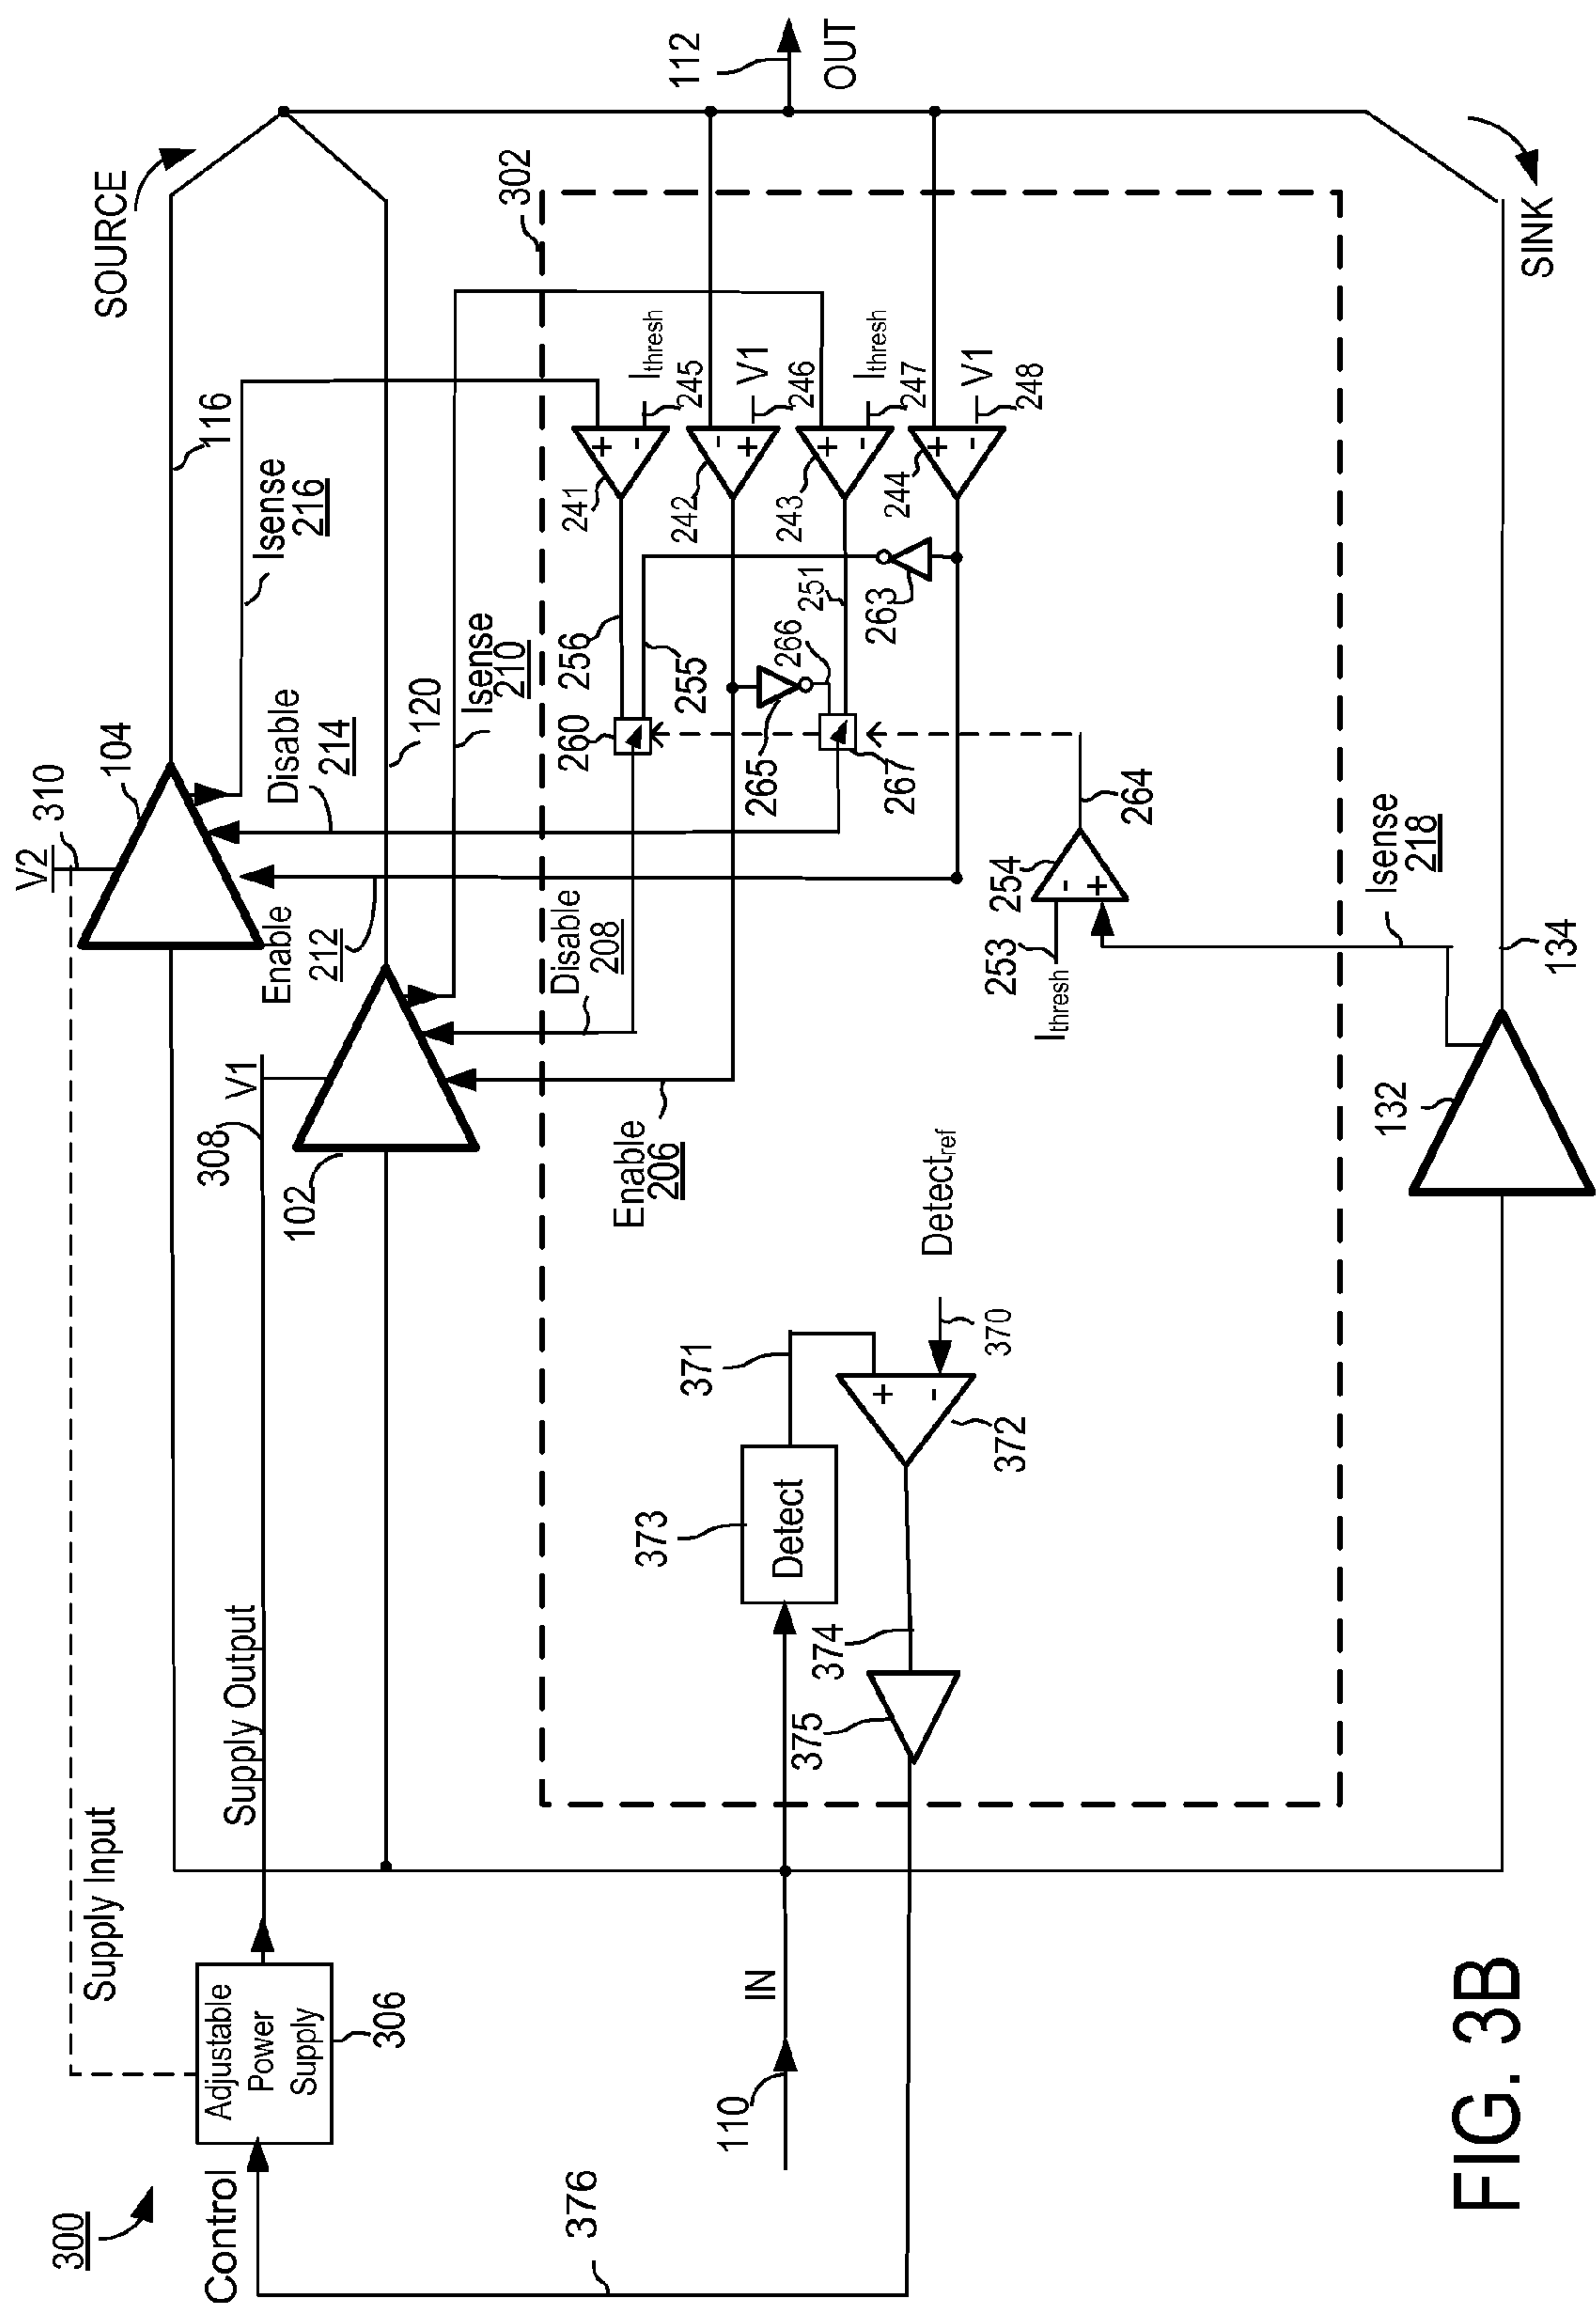 300
Control
376
Adjustable
Power
Supply
306
Supply Input
Supply Output
308
V1
V2
310
104
102
Enable
212
Disable
214
120
116
Isense
216
Isense
210
SOURCE
302
112
OUT
110
IN
Enable
206
Disable
208
260
256
255
241
242
243
244
+
-
Ithresh
245
-
+
V1
246
+
-
Ithresh
247
+
-
V1
248
251
266
263
265
267
264
254
-
+
253
Ithresh
Isense
218
373
Detect
371
+
-
372
Detectref
370
374
375
132
134
SINK
FIG. 3B